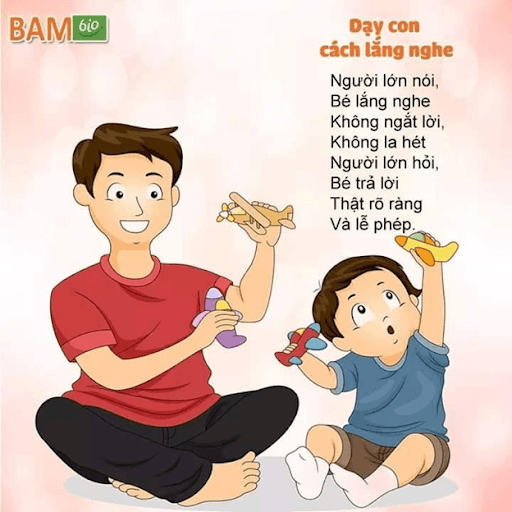 BAM bio
Dạy con
cách lắng nghe
Người lớn nói,
Bé lắng nghe
Không ngắt lời,
Không la hét
Người lớn hỏi,
Bé trả lời
Thật rõ ràng
Và lễ phép.